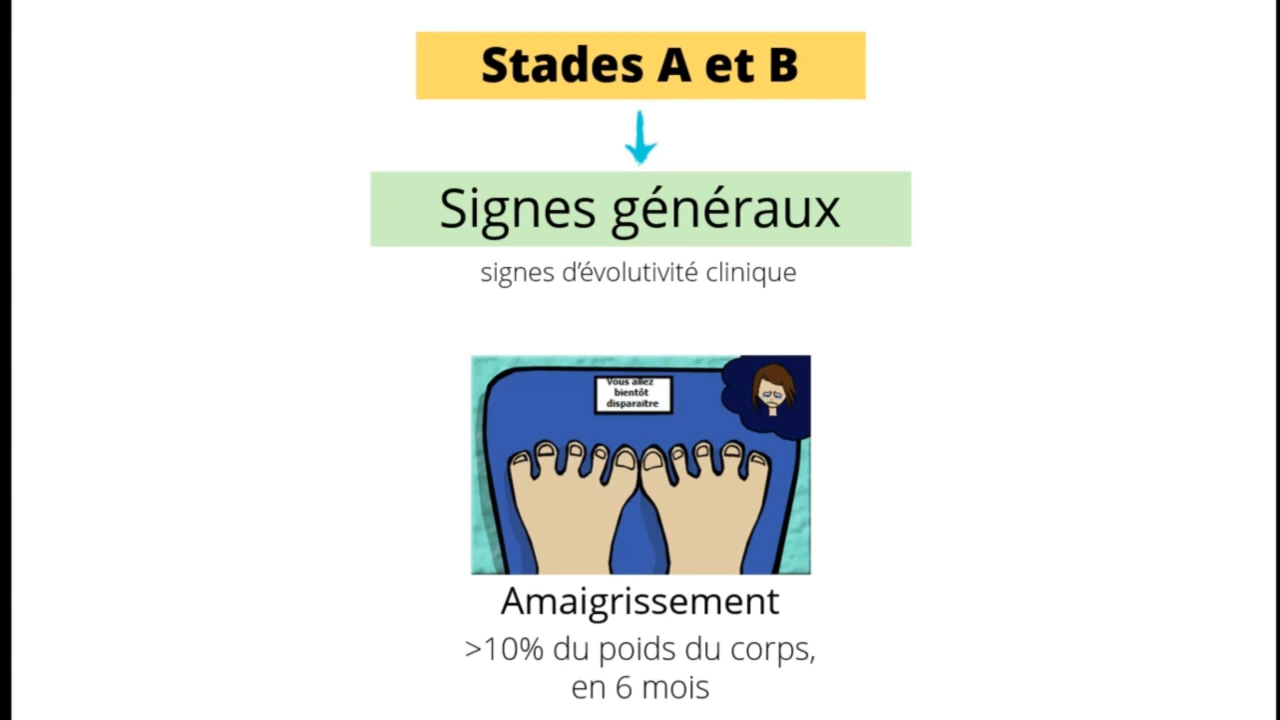 Stades A et B
Signes généraux
signes d'évolutivité clinique
Vous allez
bientôt
disparaitre
Amaigrissement
>10% du poids du corps,
en 6 mois